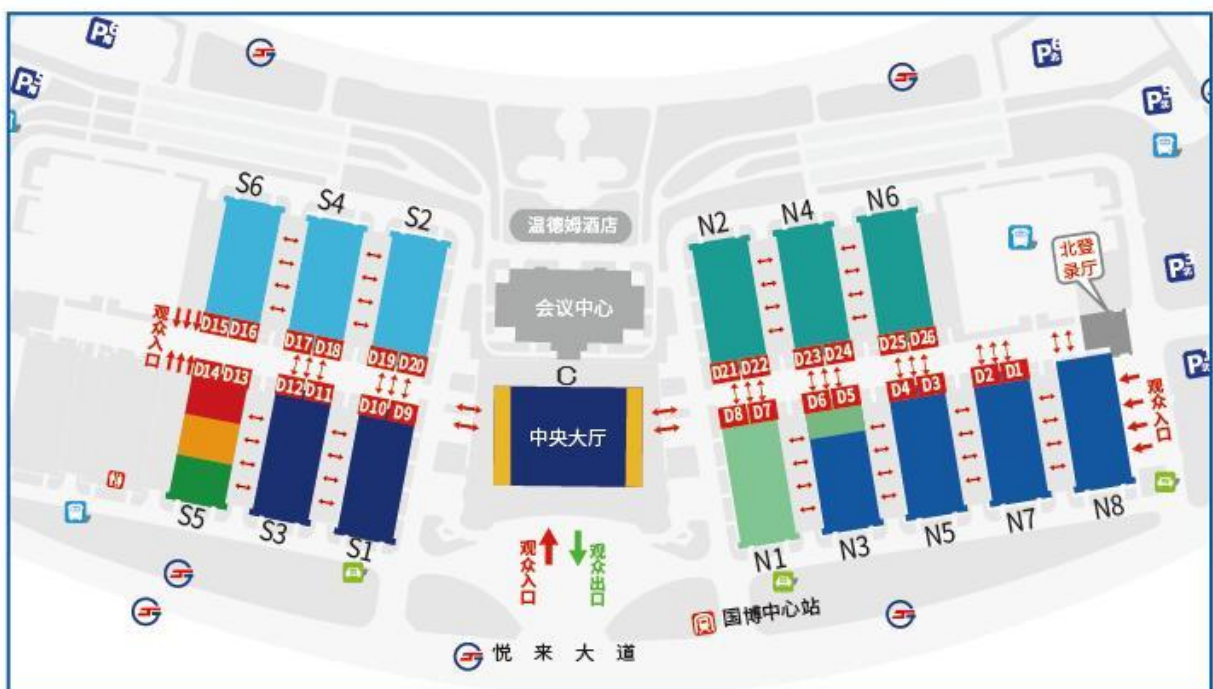 P
P
P
P
P
P
S6
S4
S2
温德姆酒店
会议中心
N2
N4
N6
北登
录厅
观众入口
D15 D16
D17 D18
D19 D20
D21 D22
D23 D24
D25 D26
D14 D13
D12 D11
D10 D9
C
中央大厅
D8 D7
D6 D5
D4 D3
D2 D1
观众入口
S5
S3
S1
N1
N3
N5
N7
N8
观众入口
观众出口
国博中心站
悦来大道